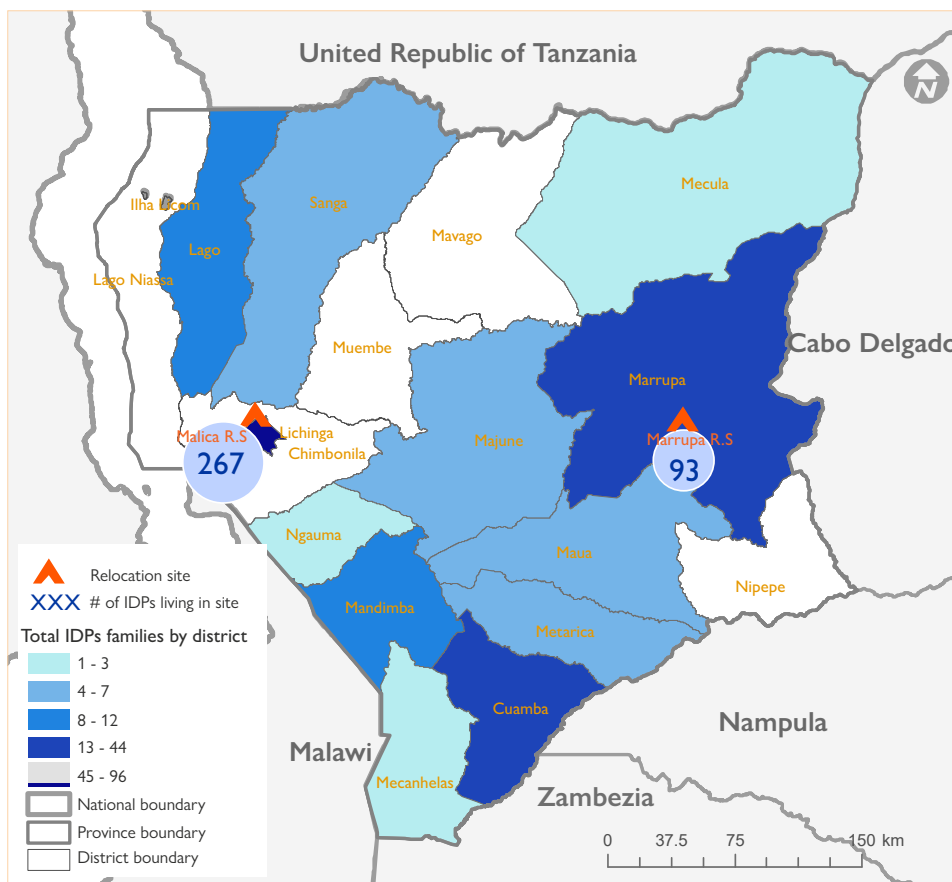 United Republic of Tanzania
N
Mecula
Ilha Licom
Sanga
Mavago
Lago
Lago Niassa
Cabo Delgado
Muembe
Marrupa
Malica R.S
Lichinga
Majune
Marrupa R.S
Chimbonila
267
93
Ngauma
Maua
Nipepe
Mandimba
Metarica
Cuamba
Nampula
Malawi
Mecanhelas
Zambezia
Relocation site
XXX # of IDPs living in site
Total IDPs families by district
1 - 3
4 - 7
8 - 12
13 - 44
45 - 96
National boundary
Province boundary
District boundary
0 37.5 75 150 km